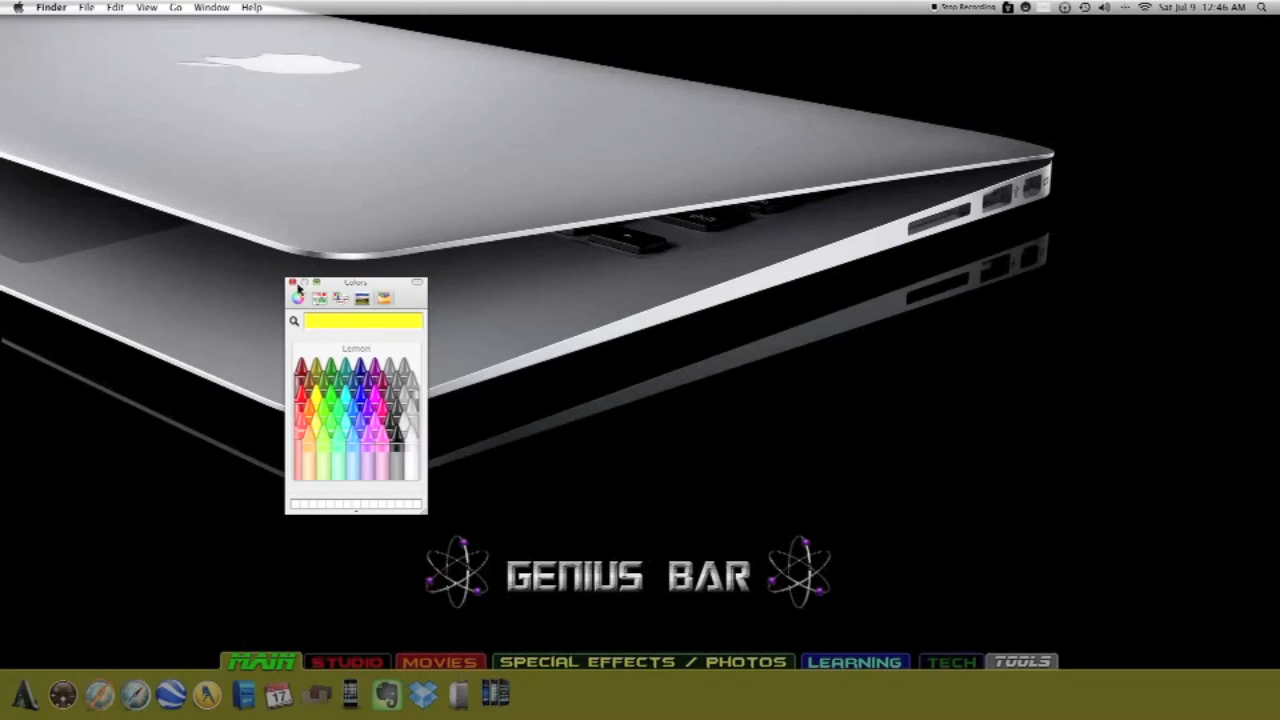 Finder File Edit View Go Window Help
Stop Recording
Sat Jul 9 12:46 AM
Colors
Lemon
GENIUS BAR
MAIN STUDIO MOVIES SPECIAL EFFECTS / PHOTOS LEARNING TECH TOOLS
17